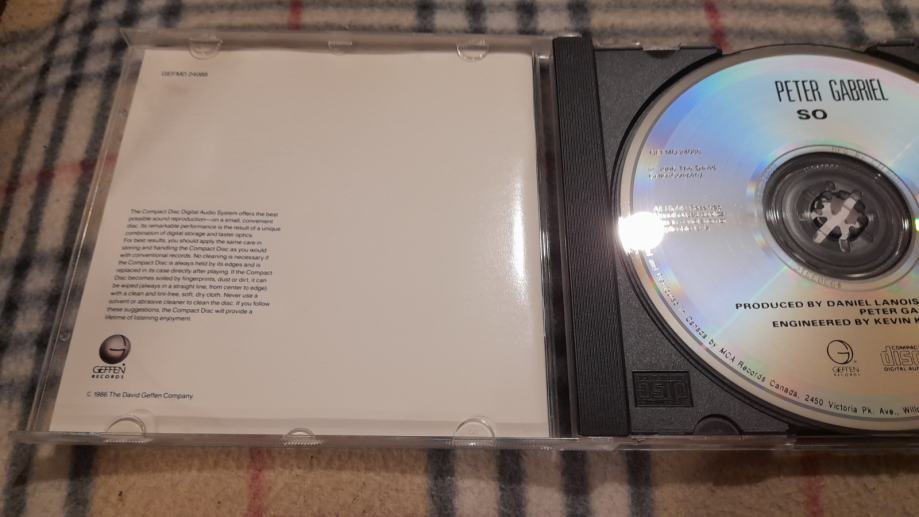 GEFMD 24088
The Compact Disc Digital Audio System offers the best
possible sound reproduction—on a small, convenient
disc. Its remarkable performance is the result of a unique
combination of digital storage and laser optics.
For best results, you should apply the same care in
storing and handling the Compact Disc as you would
with conventional records. No cleaning is necessary if
the Compact Disc is always held by its edges and is
replaced in its case directly after playing. If the Compact
Disc becomes soiled by fingerprints, dust or dirt, it can
be wiped (always in a straight line, from center to edge)
with a clean and lint-free, soft, dry cloth. Never use a
solvent or abrasive cleaner to clean the disc. If you follow
these suggestions, the Compact Disc will provide a
lifetime of listening enjoyment.
GEFFEN
RECORDS
© 1986 The David Geffen Company.
PETER GABRIEL
SO
PRODUCED BY DANIEL LANOIS
PETER GA
ENGINEERED BY KEVIN K
GEFFEN
RECORDS
COMPAC
disc
DIGITAL AUD
Canada by MCA Records Canada, 2450 Victoria Pk. Ave., Willo
disc